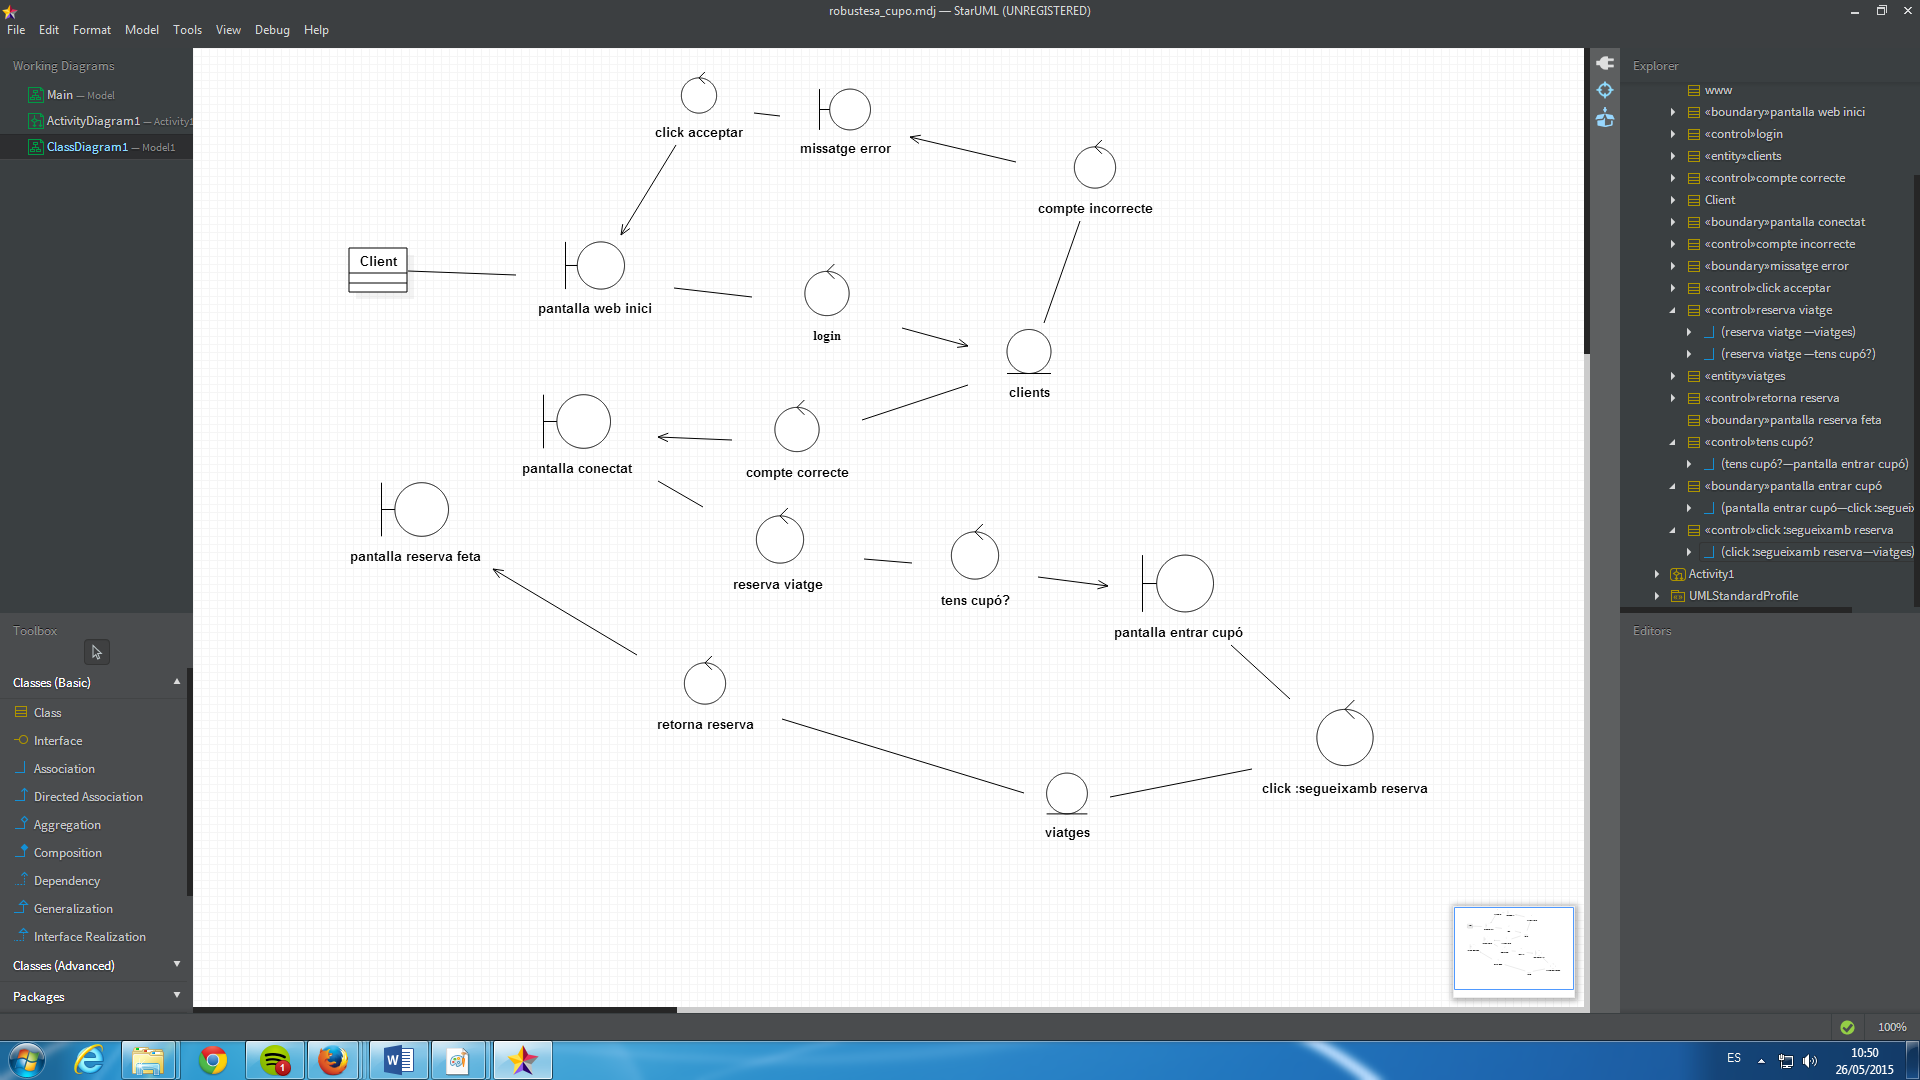 robustesa_cupo.mdj — StarUML (UNREGISTERED)
File Edit Format Model Tools View Debug Help
Working Diagrams
Main — Model
ActivityDiagram1 — Activity1
ClassDiagram1 — Model1
Toolbox
Classes (Basic)
Class
Interface
Association
Directed Association
Aggregation
Composition
Dependency
Generalization
Interface Realization
Classes (Advanced)
Packages
click acceptar
missatge error
compte incorrecte
Client
pantalla web inici
login
clients
pantalla conectat
compte correcte
pantalla reserva feta
reserva viatge
tens cupó?
pantalla entrar cupó
retorna reserva
click :segueixamb reserva
viatges
Explorer
www
«boundary»pantalla web inici
«control»login
«entity»clients
«control»compte correcte
Client
«boundary»pantalla conectat
«control»compte incorrecte
«boundary»missatge error
«control»click acceptar
«control»reserva viatge
(reserva viatge —viatges)
(reserva viatge —tens cupó?)
«entity»viatges
«control»retorna reserva
«boundary»pantalla reserva feta
«control»tens cupó?
(tens cupó?—pantalla entrar cupó)
«boundary»pantalla entrar cupó
(pantalla entrar cupó—click :segueix
«control»click :segueixamb reserva
(click :segueixamb reserva—viatges)
Activity1
UMLStandardProfile
Editors
100%
1
ES
10:50
26/05/2015